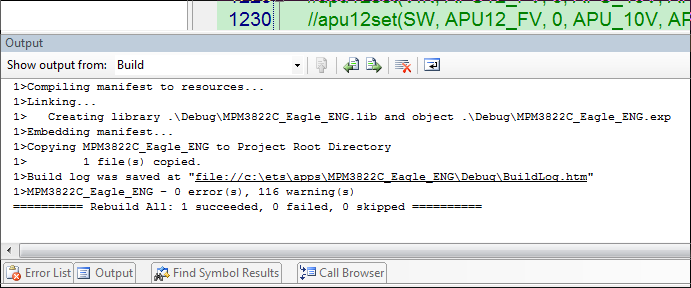 1230 //apu12set(SW, APU12_FV, 0, APU_10V, AP
Output
Show output from: Build
1>Compiling manifest to resources...
1>Linking...
1>   Creating library .\Debug\MPM3822C_Eagle_ENG.lib and object .\Debug\MPM3822C_Eagle_ENG.exp
1>Embedding manifest...
1>Copying MPM3822C_Eagle_ENG to Project Root Directory
1>        1 file(s) copied.
1>Build log was saved at "file://c:\ets\apps\MPM3822C_Eagle_ENG\Debug\BuildLog.htm"
1>MPM3822C_Eagle_ENG - 0 error(s), 116 warning(s)
========== Rebuild All: 1 succeeded, 0 failed, 0 skipped ==========
Error List Output Find Symbol Results Call Browser